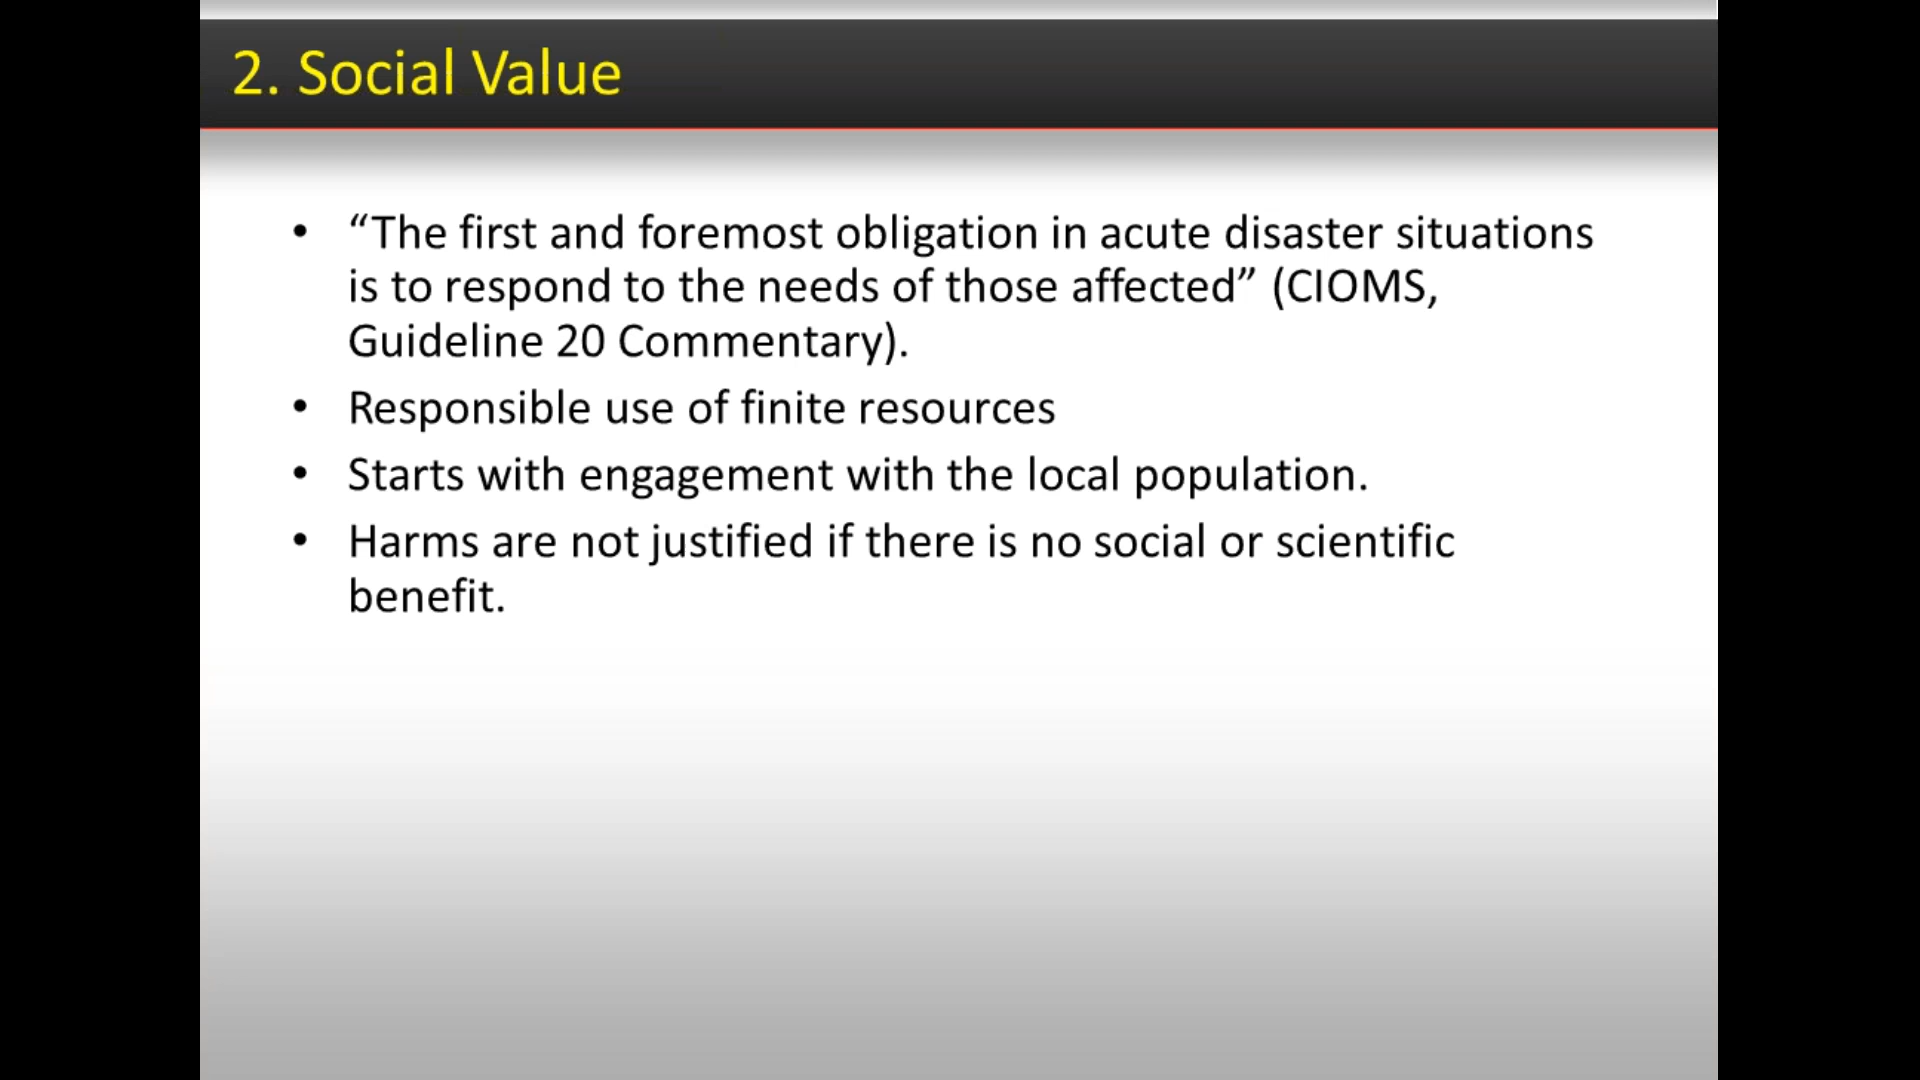 2. Social Value
• “The first and foremost obligation in acute disaster situations
is to respond to the needs of those affected” (CIOMS,
Guideline 20 Commentary).
• Responsible use of finite resources
• Starts with engagement with the local population.
• Harms are not justified if there is no social or scientific
benefit.